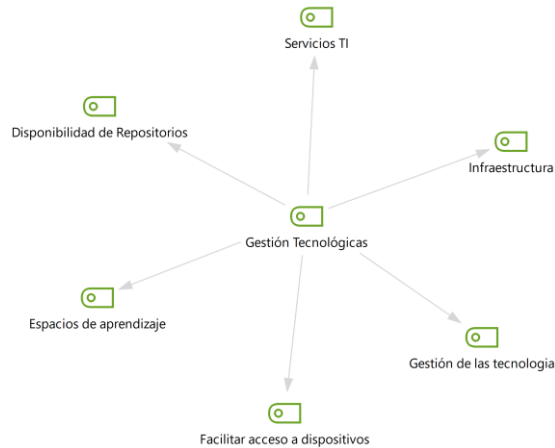 Servicios TI
Disponibilidad de Repositorios
Infraestructura
Gestión Tecnológicas
Espacios de aprendizaje
Gestión de las tecnologia
Facilitar acceso a dispositivos